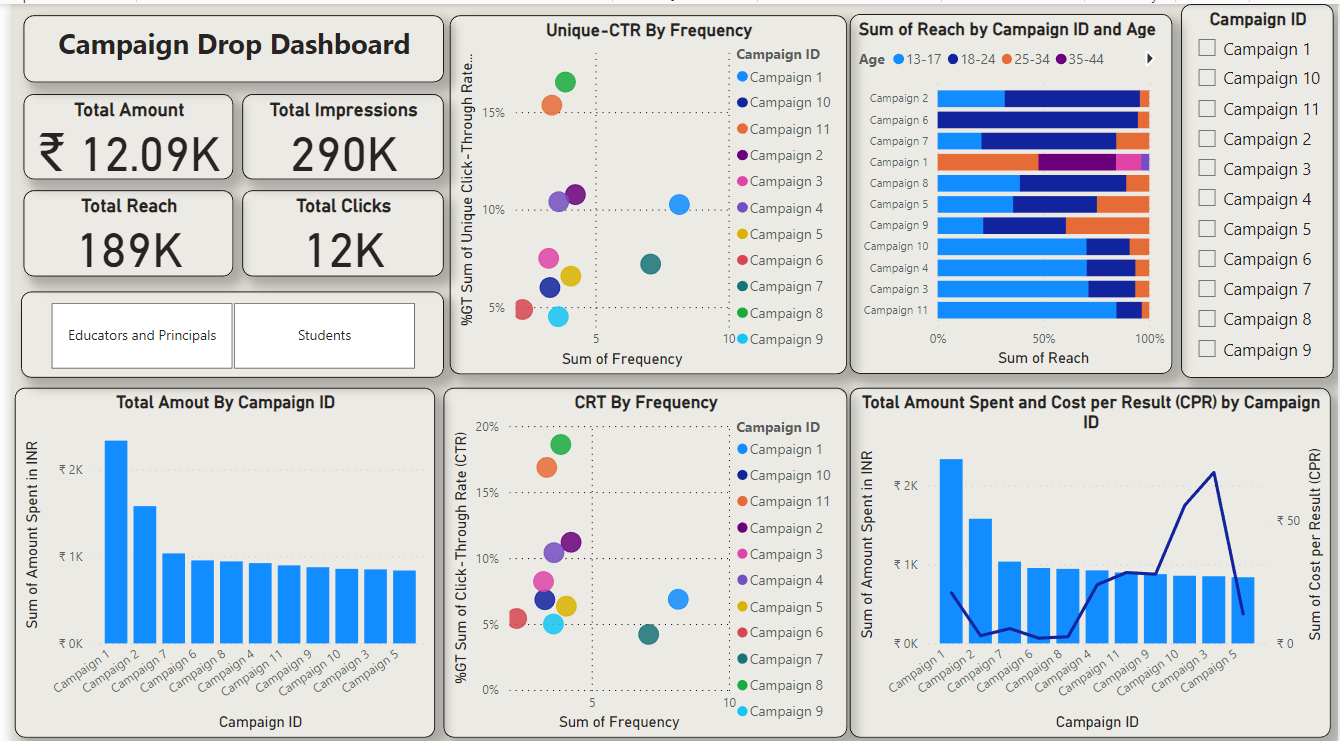 Campaign Drop Dashboard
Total Amount
₹ 12.09K
Total Impressions
290K
Total Reach
189K
Total Clicks
12K
Educators and Principals
Students
Unique-CTR By Frequency
%GT Sum of Unique Click-Through Rate...
15%
10%
5%
5
10
Sum of Frequency
Campaign ID
Campaign 1
Campaign 10
Campaign 11
Campaign 2
Campaign 3
Campaign 4
Campaign 5
Campaign 6
Campaign 7
Campaign 8
Campaign 9
Sum of Reach by Campaign ID and Age
Age 13-17 18-24 25-34 35-44
Campaign 2
Campaign 6
Campaign 7
Campaign 1
Campaign 8
Campaign 5
Campaign 9
Campaign 10
Campaign 4
Campaign 3
Campaign 11
0% 50% 100%
Sum of Reach
Campaign ID
Campaign 1
Campaign 10
Campaign 11
Campaign 2
Campaign 3
Campaign 4
Campaign 5
Campaign 6
Campaign 7
Campaign 8
Campaign 9
Total Amout By Campaign ID
Sum of Amount Spent in INR
₹ 2K
₹ 1K
₹ 0K
Campaign 1
Campaign 2
Campaign 7
Campaign 6
Campaign 8
Campaign 4
Campaign 11
Campaign 9
Campaign 10
Campaign 3
Campaign 5
Campaign ID
CRT By Frequency
%GT Sum of Click-Through Rate (CTR)
20%
15%
10%
5%
0%
5
10
Sum of Frequency
Campaign ID
Campaign 1
Campaign 10
Campaign 11
Campaign 2
Campaign 3
Campaign 4
Campaign 5
Campaign 6
Campaign 7
Campaign 8
Campaign 9
Total Amount Spent and Cost per Result (CPR) by Campaign
ID
Sum of Amount Spent in INR
₹ 2K
₹ 1K
₹ 0K
₹ 50
₹ 0
Sum of Cost per Result (CPR)
Campaign 1
Campaign 2
Campaign 7
Campaign 6
Campaign 8
Campaign 4
Campaign 11
Campaign 9
Campaign 10
Campaign 3
Campaign 5
Campaign ID